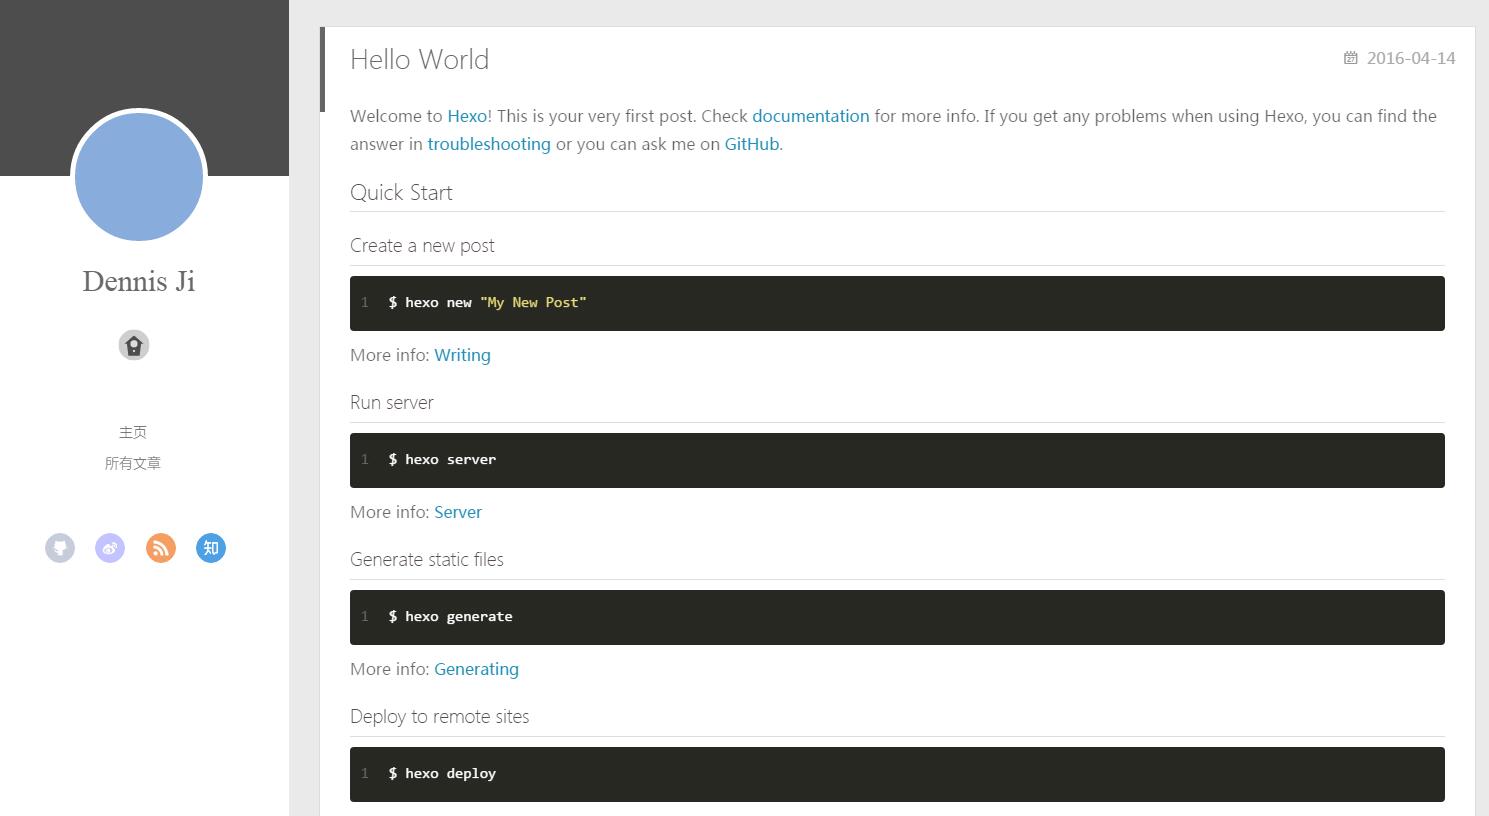 Dennis Ji
主页
所有文章
知
Hello World
2016-04-14
Welcome to Hexo! This is your very first post. Check documentation for more info. If you get any problems when using Hexo, you can find the
answer in troubleshooting or you can ask me on GitHub.
Quick Start
Create a new post
1 $ hexo new "My New Post"
More info: Writing
Run server
1 $ hexo server
More info: Server
Generate static files
1 $ hexo generate
More info: Generating
Deploy to remote sites
1 $ hexo deploy